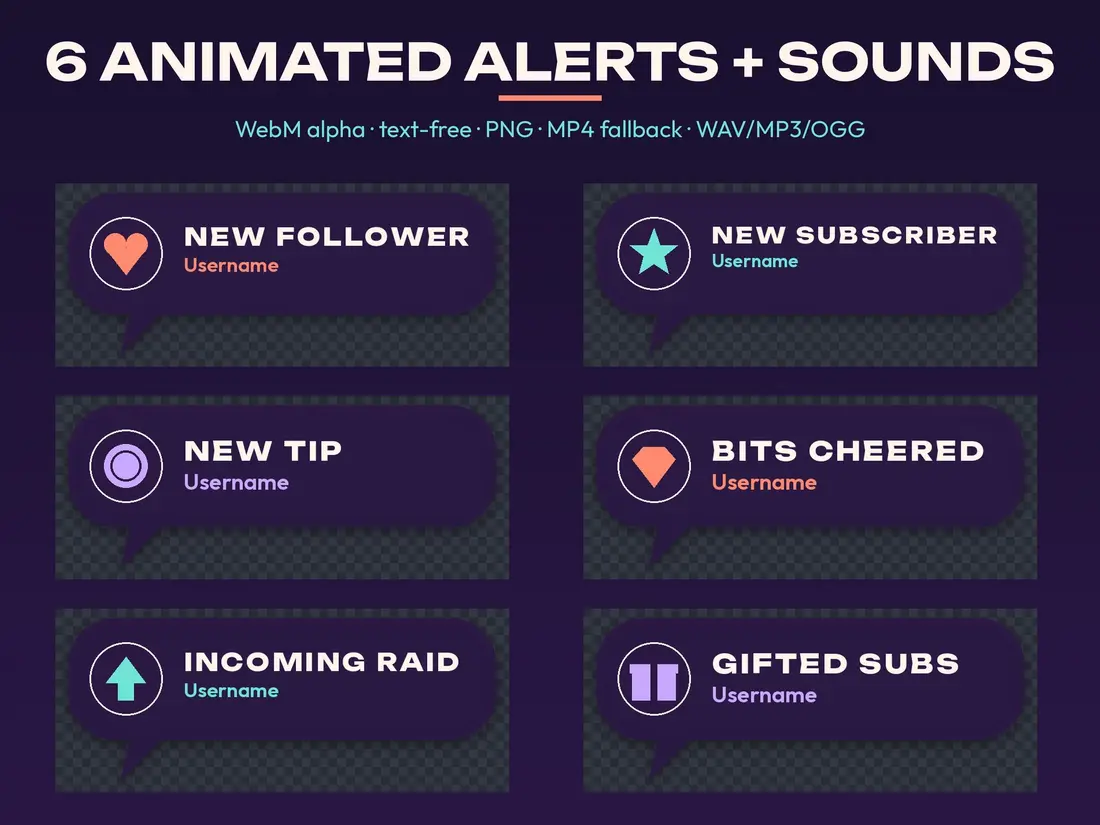 6 ANIMATED ALERTS + SOUNDS
WebM alpha · text-free · PNG · MP4 fallback · WAV/MP3/OGG
NEW FOLLOWER
Username
NEW SUBSCRIBER
Username
NEW TIP
Username
BITS CHEERED
Username
INCOMING RAID
Username
GIFTED SUBS
Username